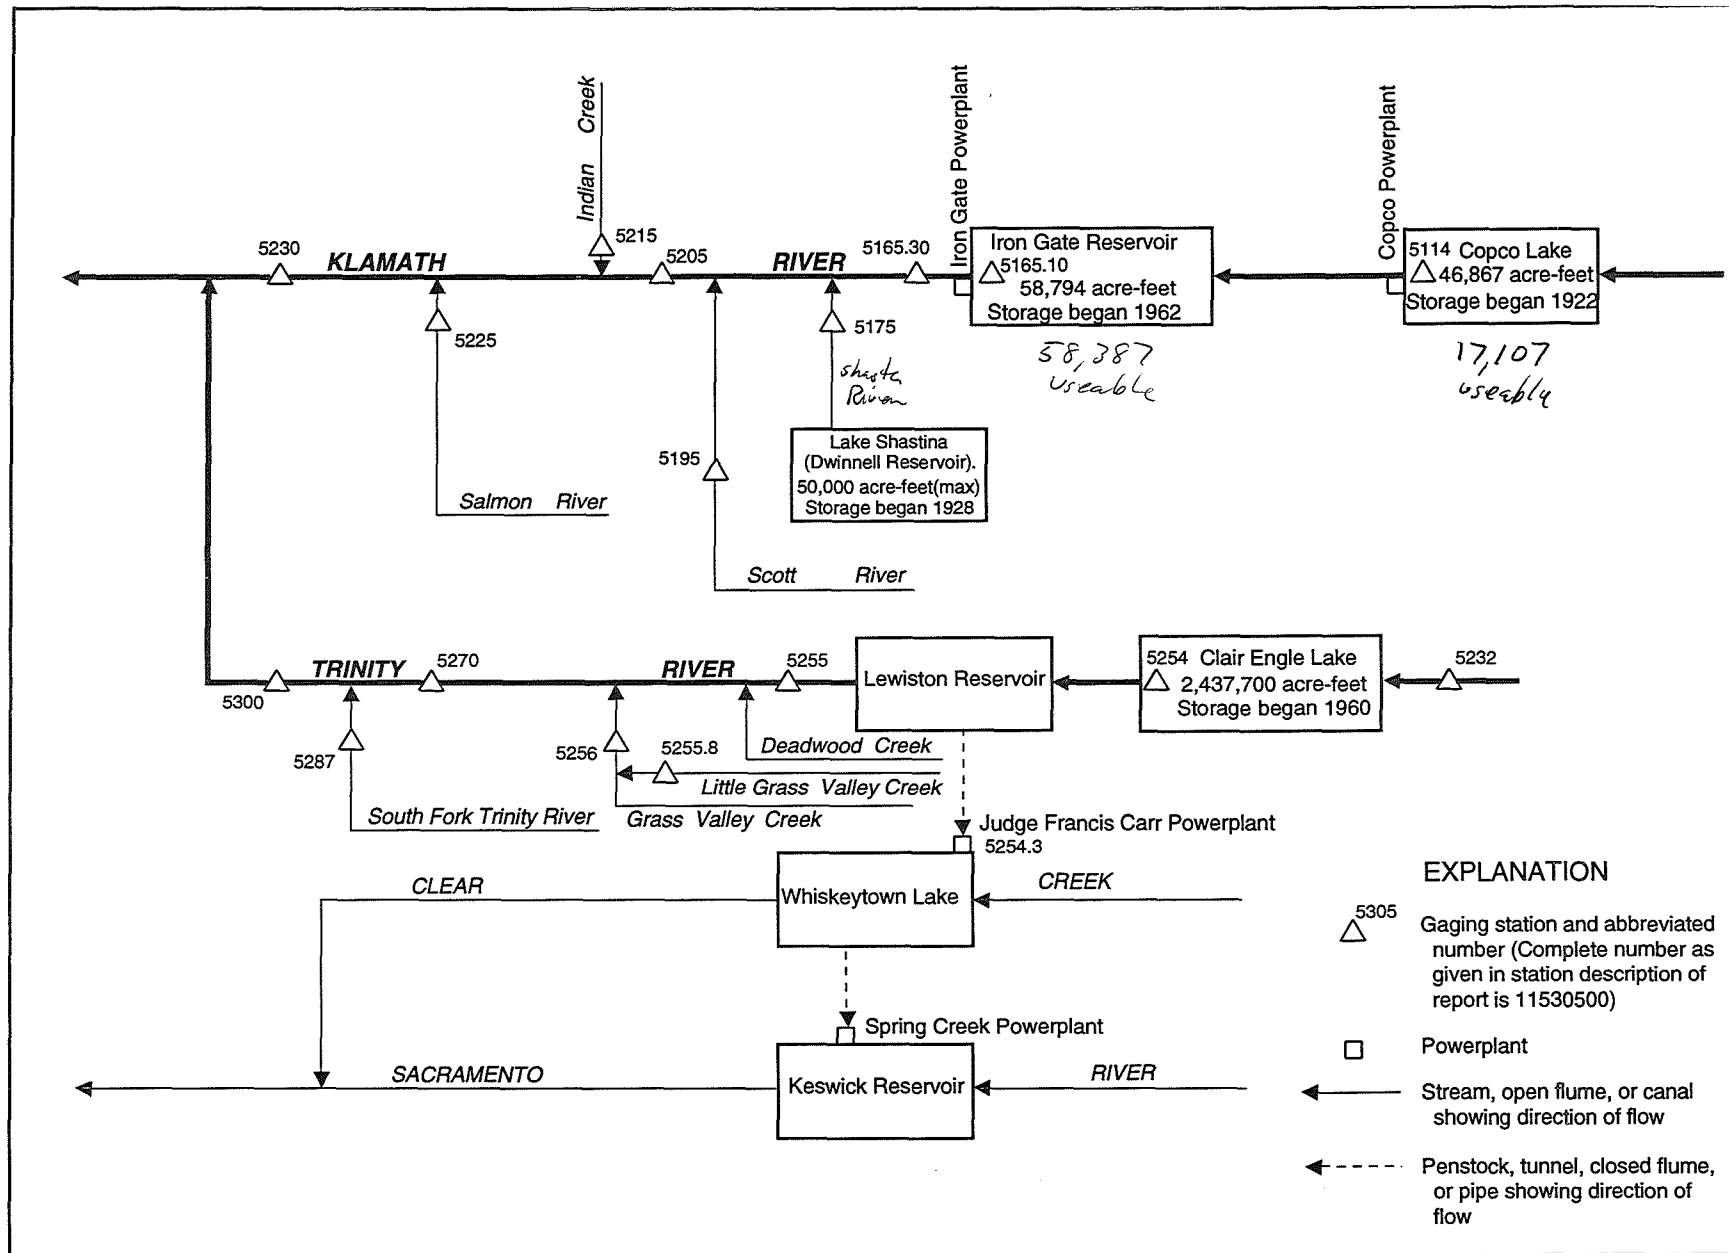 Indian Creek
Iron Gate Powerplant
Copco Powerplant
5230
KLAMATH
5215
5205
RIVER
5165.30
Iron Gate Reservoir
5165.10
58,794 acre-feet
Storage began 1962
5114 Copco Lake
46,867 acre-feet
Storage began 1922
5225
5175
58,387
useable
17,107
useably
Shasta
River
Lake Shastina
(Dwinnell Reservoir).
50,000 acre-feet(max)
Storage began 1928
5195
Salmon River
Scott River
TRINITY
5270
RIVER
5255
Lewiston Reservoir
5254 Clair Engle Lake
2,437,700 acre-feet
Storage began 1960
5232
5300
5287
5256
5255.8
Deadwood Creek
Little Grass Valley Creek
South Fork Trinity River
Grass Valley Creek
Judge Francis Carr Powerplant
5254.3
CLEAR
Whiskeytown Lake
CREEK
Spring Creek Powerplant
SACRAMENTO
Keswick Reservoir
RIVER
EXPLANATION
5305
Gaging station and abbreviated
number (Complete number as
given in station description of
report is 11530500)
Powerplant
Stream, open flume, or canal
showing direction of flow
Penstock, tunnel, closed flume,
or pipe showing direction of
flow